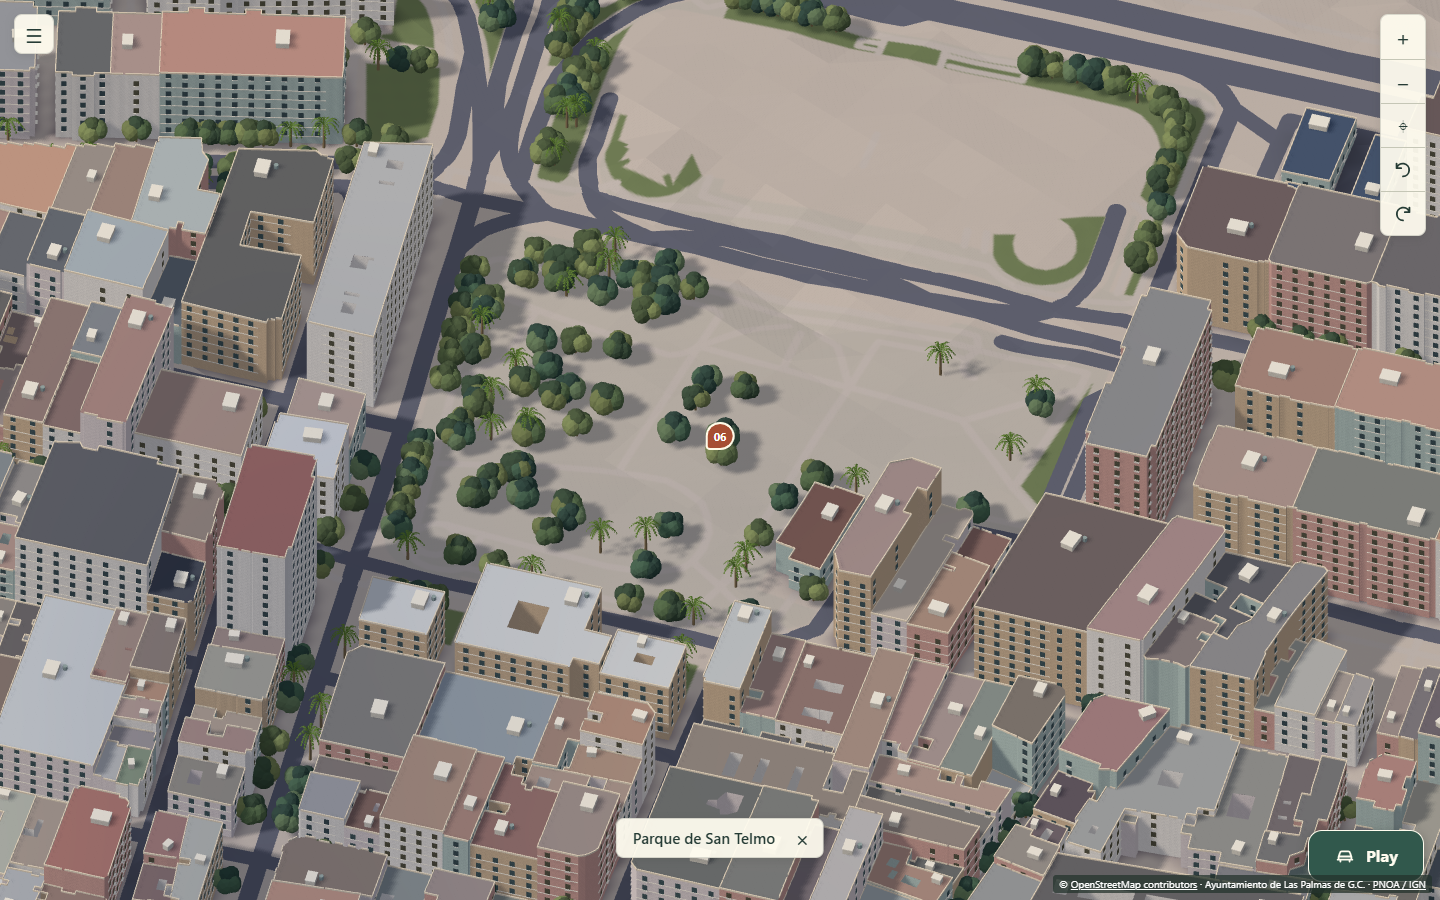 06
Parque de San Telmo
Play
© OpenStreetMap contributors · Ayuntamiento de Las Palmas de G.C. · PNOA / IGN